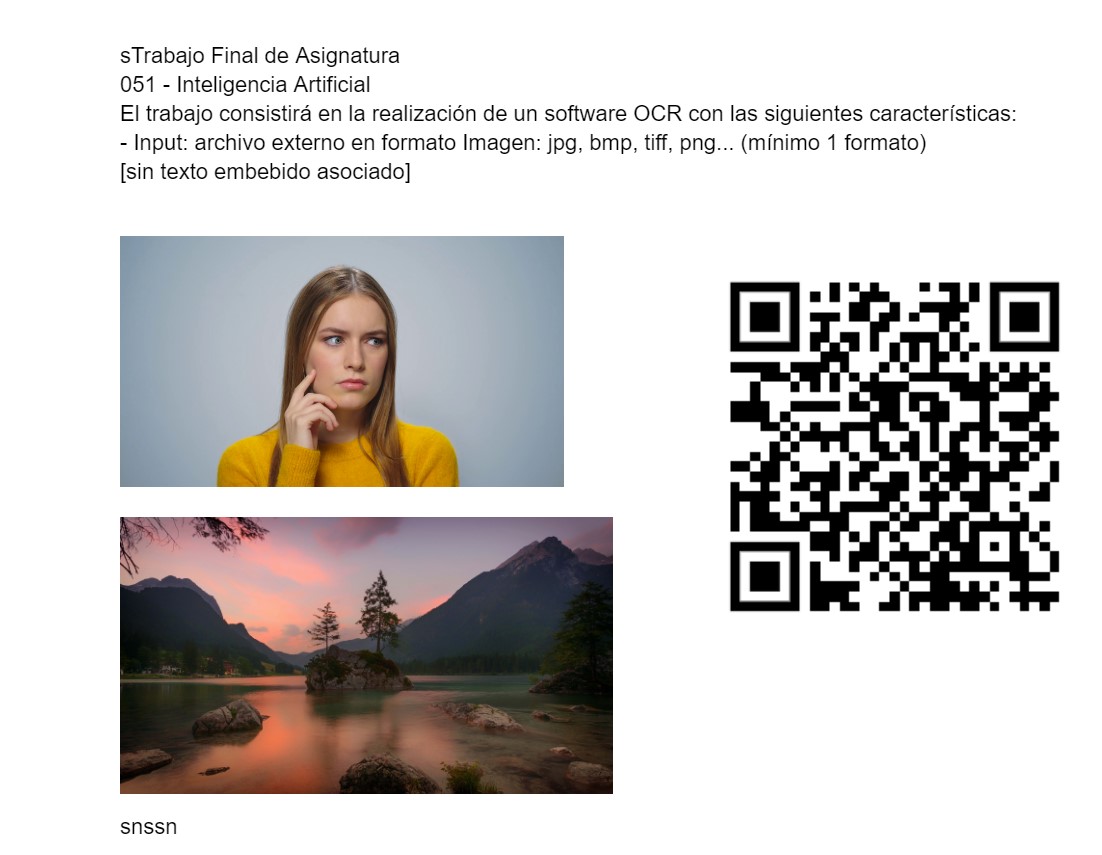 sTrabajo Final de Asignatura
051 - Inteligencia Artificial
El trabajo consistirá en la realización de un software OCR con las siguientes características:
- Input: archivo externo en formato Imagen: jpg, bmp, tiff, png... (mínimo 1 formato)
[sin texto embebido asociado]
snssn